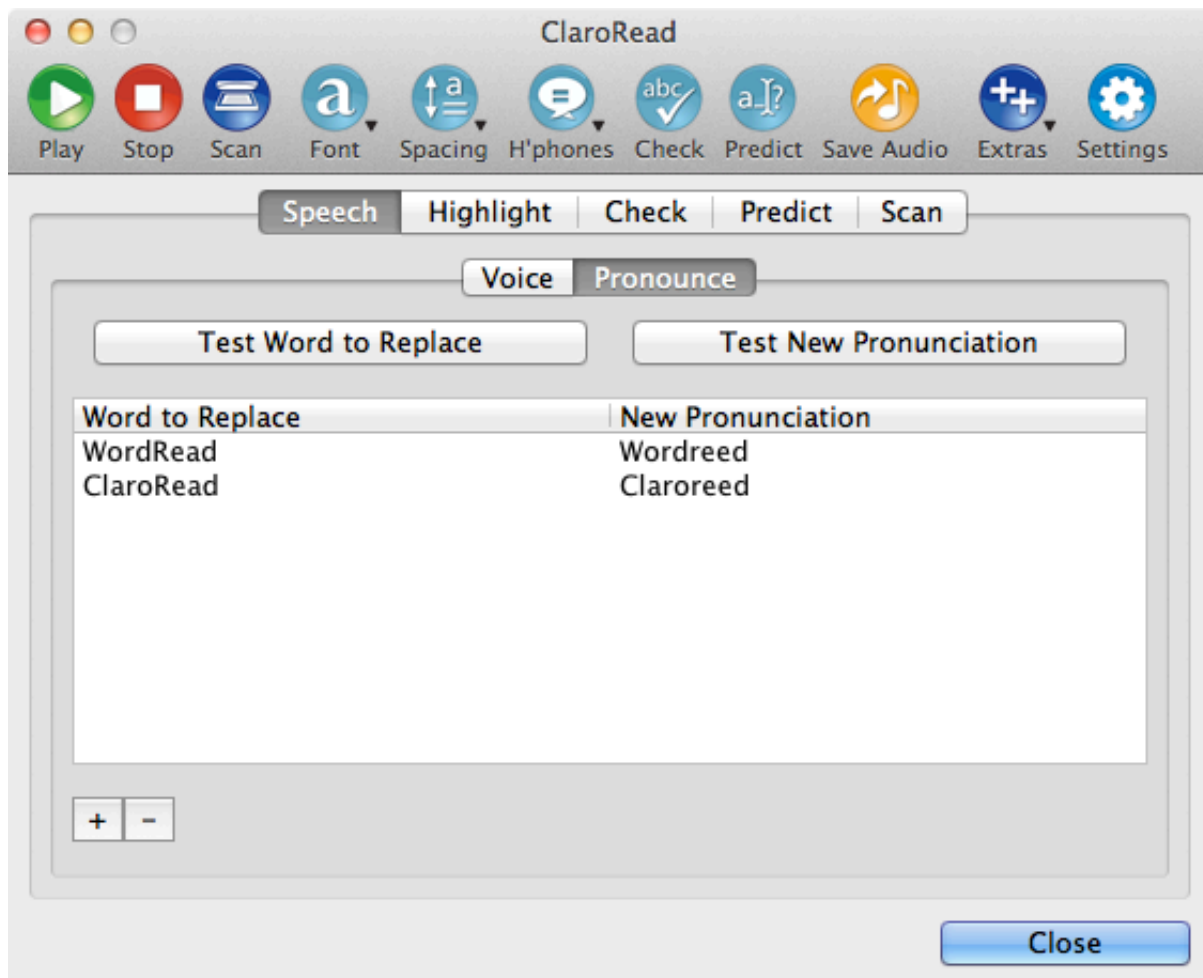 ClaroRead
a a abc a..?
Play Stop Scan Font Spacing H'phones Check Predict Save Audio Extras Settings
Speech Highlight Check Predict Scan
Voice Pronounce
Test Word to Replace Test New Pronunciation
Word to Replace New Pronunciation
WordRead Wordreed
ClaroRead Claroreed
+ -
Close